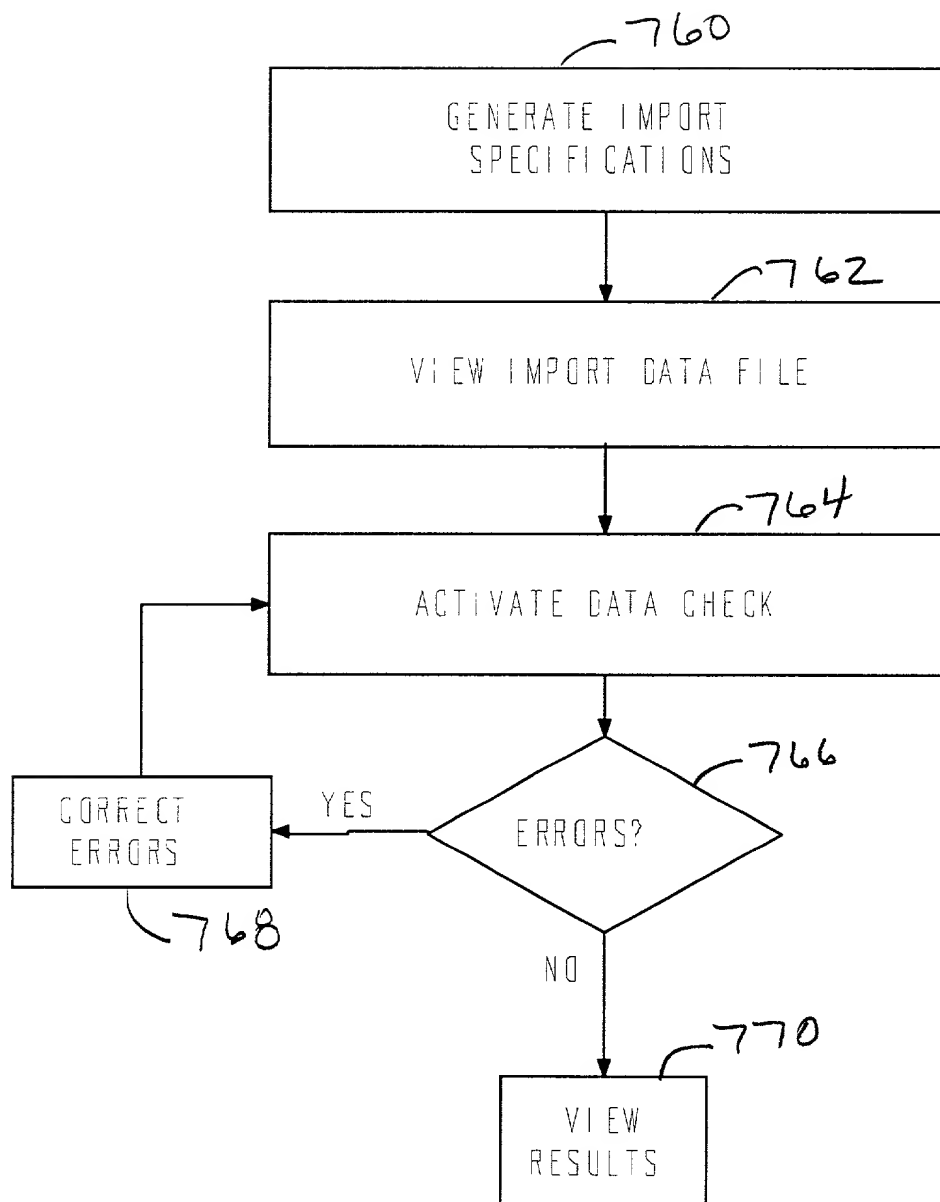 760
GENERATE IMPORT
SPECIFICATIONS
762
VIEW IMPORT DATA FILE
764
ACTIVATE DATA CHECK
766
CORRECT
ERRORS
YES
ERRORS?
768
NO
770
VIEW
RESULTS